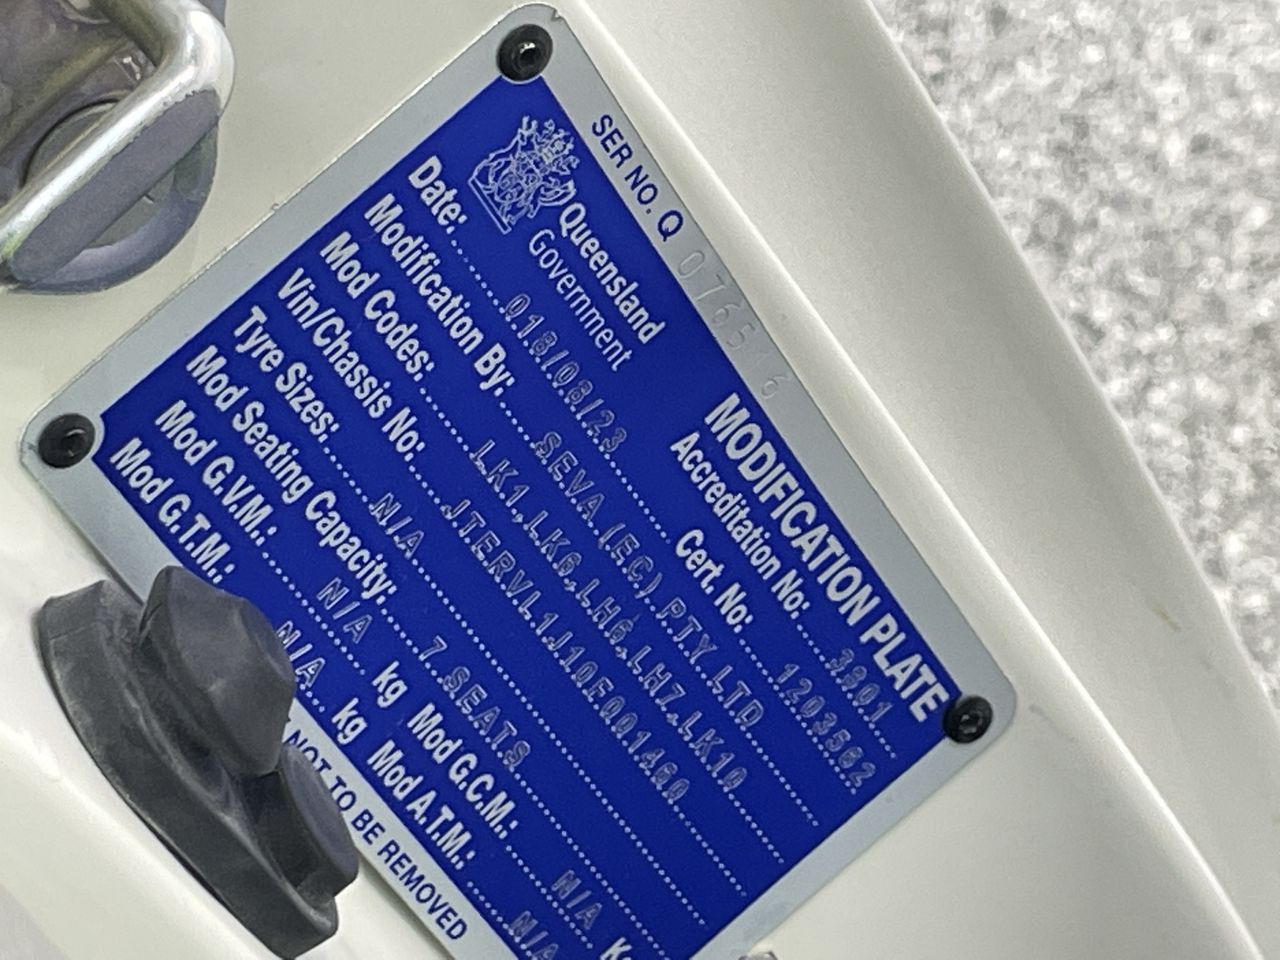 SER NO. Q 076516
Queensland
Government
MODIFICATION PLATE
Accreditation No: 3801
Date: 018/08/23 Cert. No: 1203562
Modification By: SEVA (EC) PTY LTD
Mod Codes: LK1,LK6,LH6,LH7,LK10
Vin/Chassis No: JTERVL1J10F001460
Tyre Sizes: N/A
Mod Seating Capacity: 7 SEATS
Mod G.V.M.: N/A kg Mod G.C.M.: N/A
Mod G.T.M.: N/A kg Mod A.T.M.: N/A
NOT TO BE REMOVED